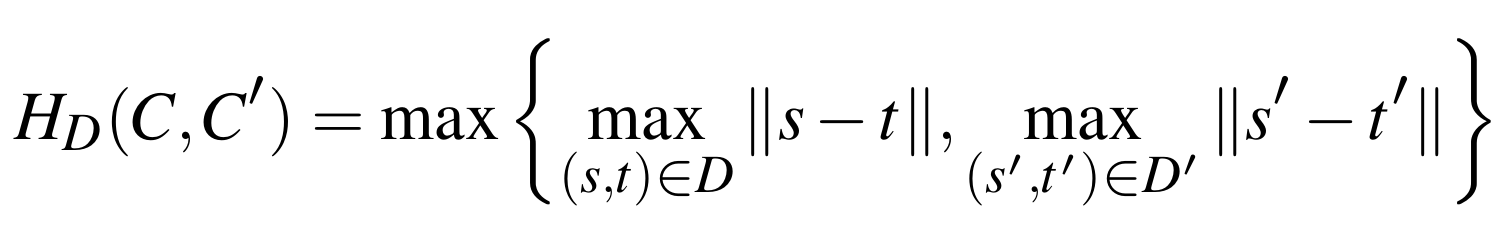 H_D(C,C′) = max { max_{(s,t)∈D} ‖s − t‖, max_{(s′,t′)∈D′} ‖s′ − t′‖ }